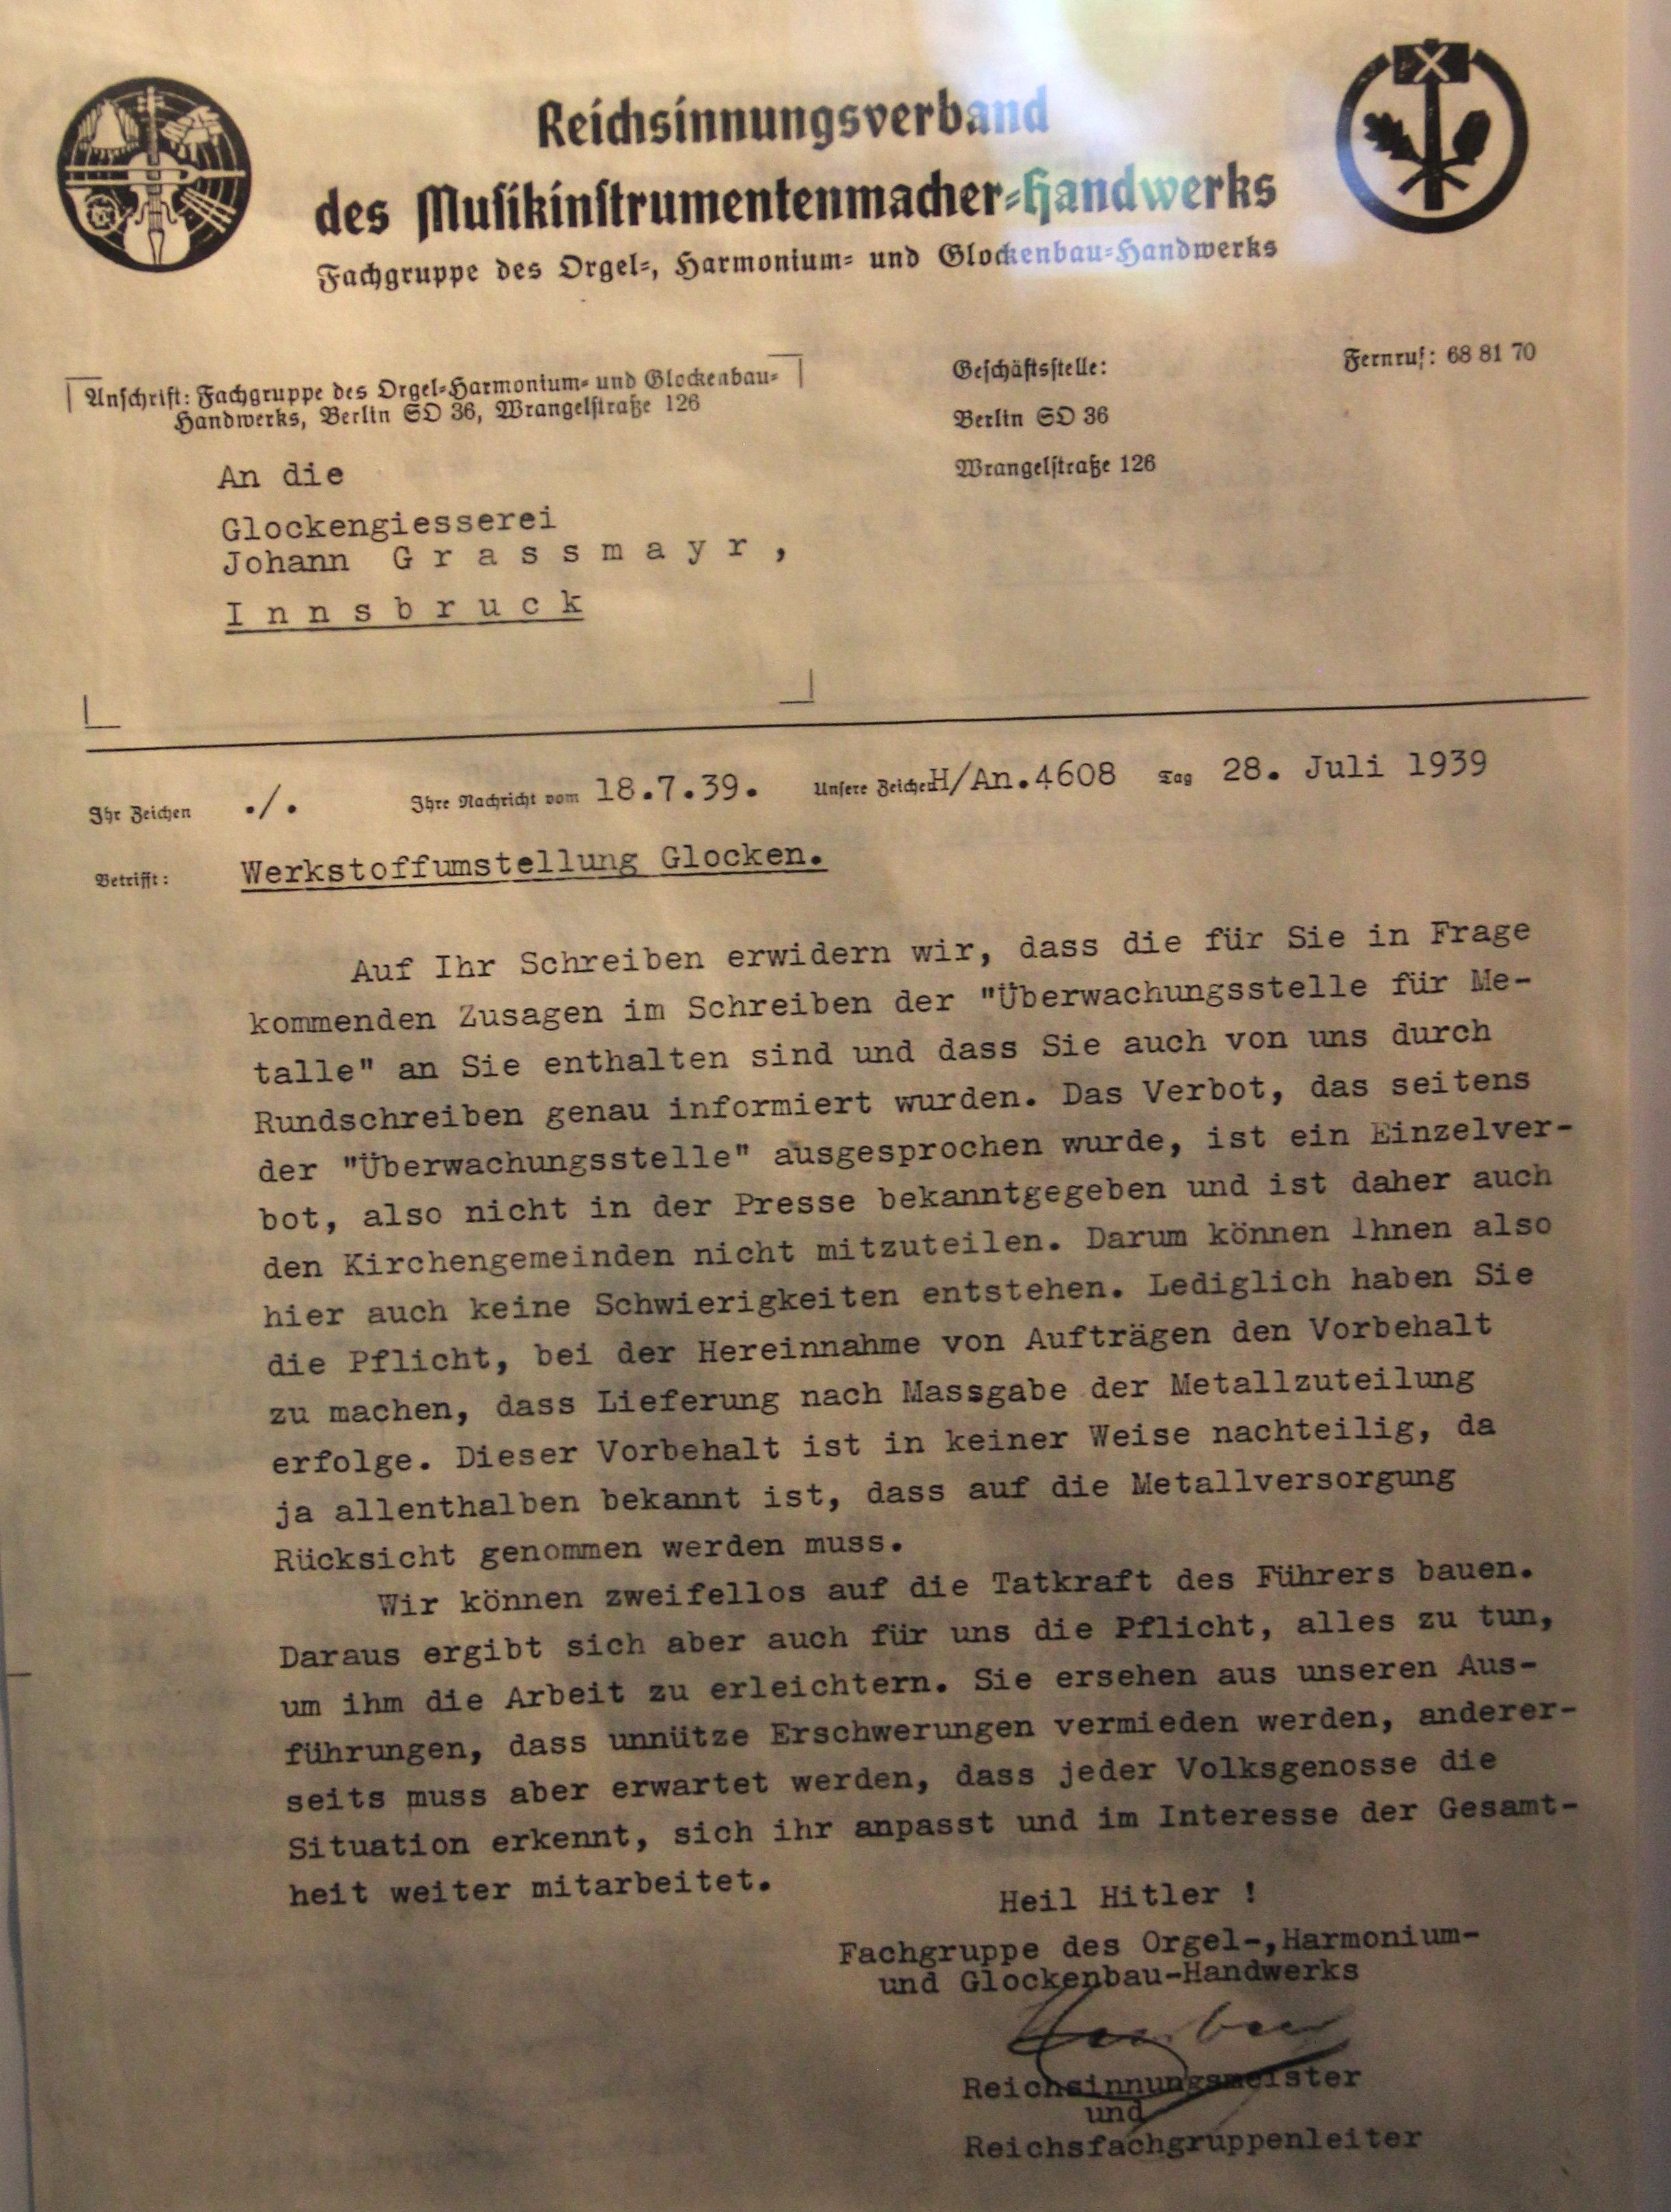 Reichsinnungsverband
des Musikinstrumentenmacher-Handwerks
Fachgruppe des Orgel-, Harmonium- und Glockenbau-Handwerks
Anschrift: Fachgruppe des Orgel-Harmonium- und Glockenbau-
Handwerks, Berlin SO 36, Wrangelstraße 126
Geschäftsstelle:
Berlin SO 36
Wrangelstraße 126
Fernruf: 68 81 70
An die
Glockengiesserei
Johann G r a s s m a y r ,
I n n s b r u c k
Ihr Zeichen ./. Ihre Nachricht vom 18.7.39. Unsere Zeichen H/An.4608 Tag 28. Juli 1939
Betrifft: Werkstoffumstellung Glocken.
Auf Ihr Schreiben erwidern wir, dass die für Sie in Frage
kommenden Zusagen im Schreiben der "Überwachungsstelle für Me-
talle" an Sie enthalten sind und dass Sie auch von uns durch
Rundschreiben genau informiert wurden. Das Verbot, das seitens
der "Überwachungsstelle" ausgesprochen wurde, ist ein Einzelver-
bot, also nicht in der Presse bekanntgegeben und ist daher auch
den Kirchengemeinden nicht mitzuteilen. Darum können Ihnen also
hier auch keine Schwierigkeiten entstehen. Lediglich haben Sie
die Pflicht, bei der Hereinnahme von Aufträgen den Vorbehalt
zu machen, dass Lieferung nach Massgabe der Metallzuteilung
erfolge. Dieser Vorbehalt ist in keiner Weise nachteilig, da
ja allenthalben bekannt ist, dass auf die Metallversorgung
Rücksicht genommen werden muss.
Wir können zweifellos auf die Tatkraft des Führers bauen.
Daraus ergibt sich aber auch für uns die Pflicht, alles zu tun,
um ihm die Arbeit zu erleichtern. Sie ersehen aus unseren Aus-
führungen, dass unnütze Erschwerungen vermieden werden, anderer-
seits muss aber erwartet werden, dass jeder Volksgenosse die
Situation erkennt, sich ihr anpasst und im Interesse der Gesamt-
heit weiter mitarbeitet.
Heil Hitler !
Fachgruppe des Orgel-,Harmonium-
und Glockenbau-Handwerks
Reichsinnungsmeister
und
Reichsfachgruppenleiter